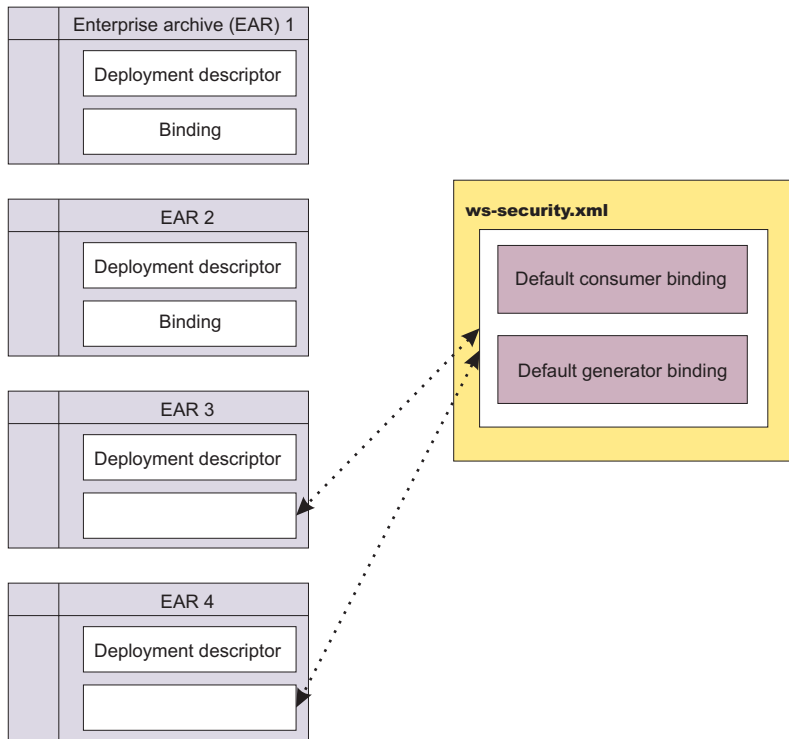 Enterprise archive (EAR) 1
Deployment descriptor
Binding
EAR 2
Deployment descriptor
Binding
EAR 3
Deployment descriptor
EAR 4
Deployment descriptor
ws-security.xml
Default consumer binding
Default generator binding